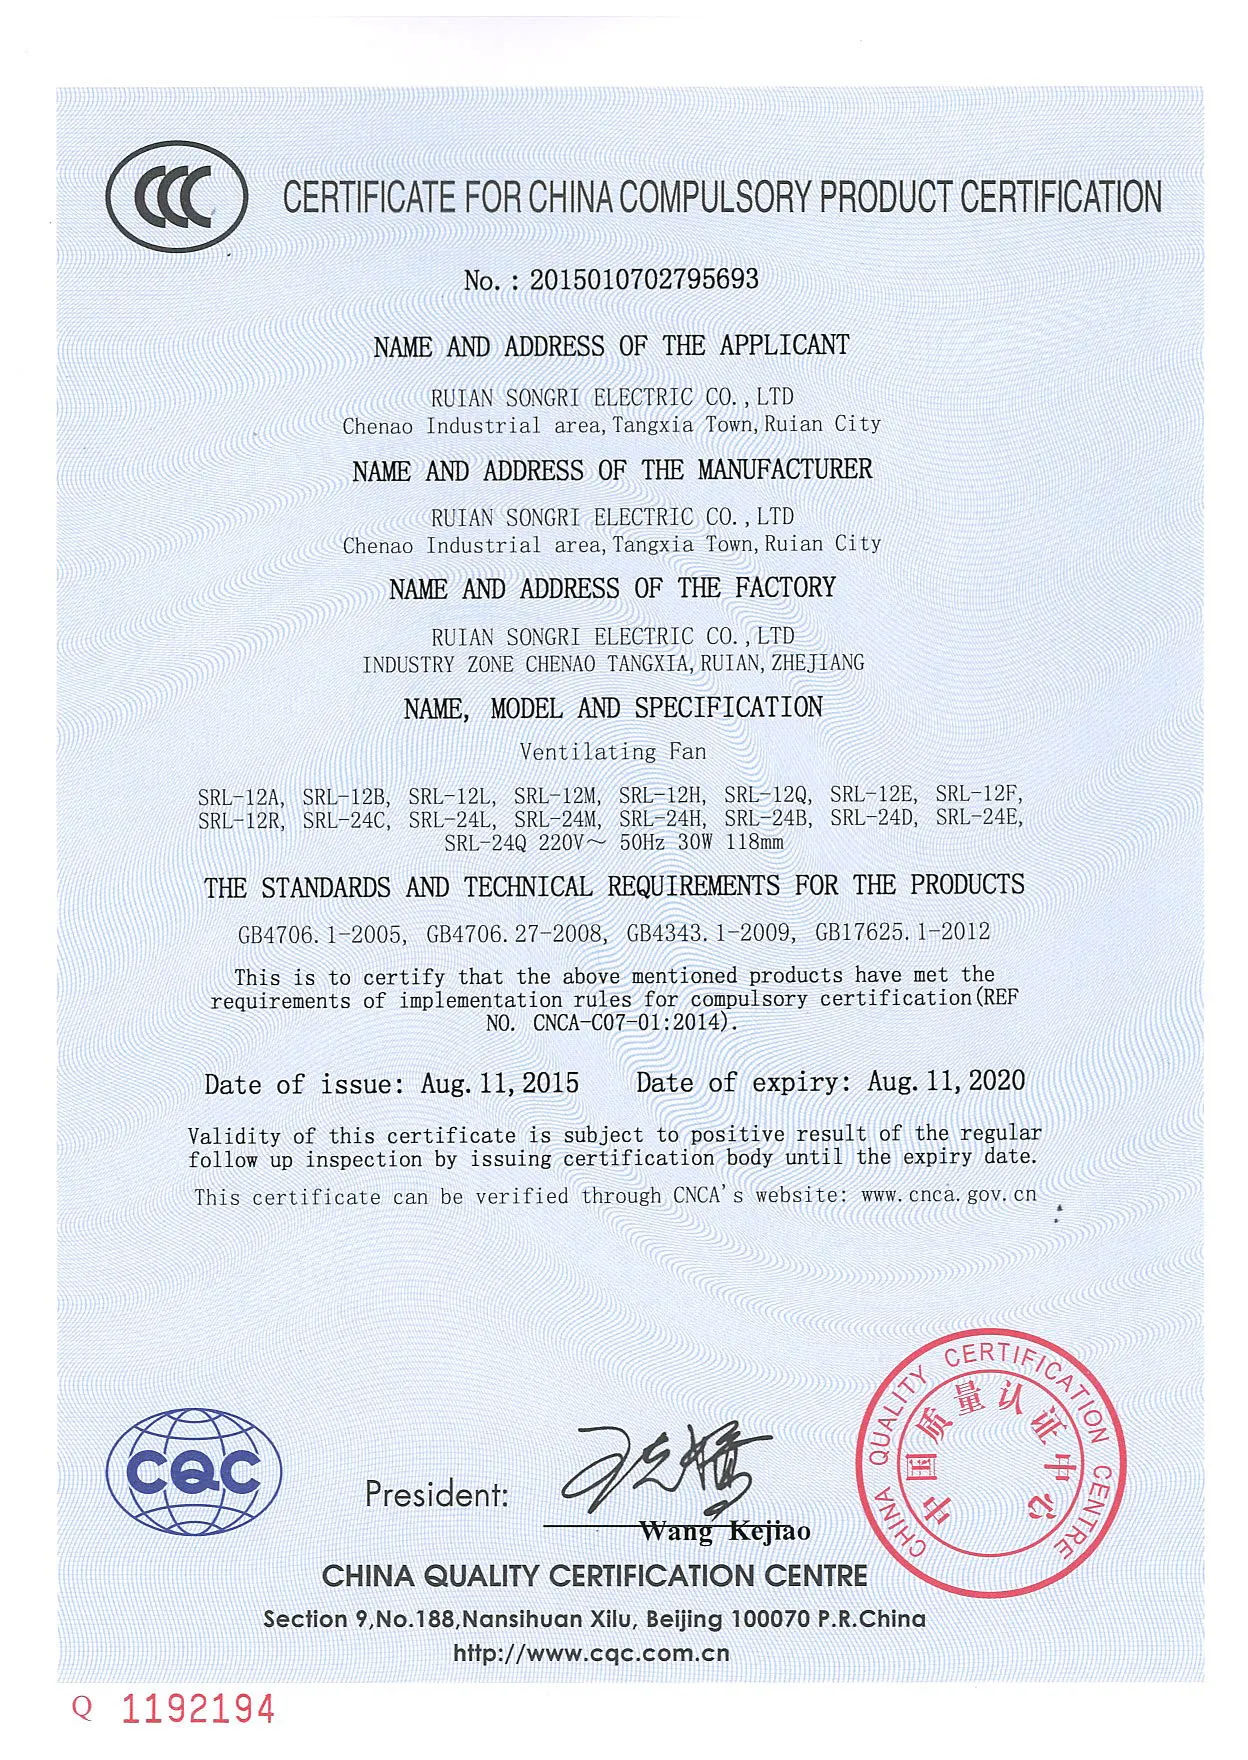 CCC
CERTIFICATE FOR CHINA COMPULSORY PRODUCT CERTIFICATION
No. : 2015010702795693
NAME AND ADDRESS OF THE APPLICANT
RUIAN SONGRI ELECTRIC CO.,LTD
Chenao Industrial area,Tangxia Town,Ruian City
NAME AND ADDRESS OF THE MANUFACTURER
RUIAN SONGRI ELECTRIC CO.,LTD
Chenao Industrial area,Tangxia Town,Ruian City
NAME AND ADDRESS OF THE FACTORY
RUIAN SONGRI ELECTRIC CO.,LTD
INDUSTRY ZONE CHENAO TANGXIA,RUIAN,ZHEJIANG
NAME, MODEL AND SPECIFICATION
Ventilating Fan
SRL-12A, SRL-12B, SRL-12L, SRL-12M, SRL-12H, SRL-12Q, SRL-12E, SRL-12F,
SRL-12R, SRL-24C, SRL-24L, SRL-24M, SRL-24H, SRL-24B, SRL-24D, SRL-24E,
SRL-24Q 220V～ 50Hz 30W 118mm
THE STANDARDS AND TECHNICAL REQUIREMENTS FOR THE PRODUCTS
GB4706.1-2005, GB4706.27-2008, GB4343.1-2009, GB17625.1-2012
This is to certify that the above mentioned products have met the
requirements of implementation rules for compulsory certification(REF
NO. CNCA-C07-01:2014).
Date of issue: Aug.11,2015 Date of expiry: Aug.11,2020
Validity of this certificate is subject to positive result of the regular
follow up inspection by issuing certification body until the expiry date.
This certificate can be verified through CNCA's website: www.cnca.gov.cn
CHINA QUALITY CERTIFICATION CENTRE
中国质量认证中心
CQC
President:
王克娇
Wang Kejiao
CHINA QUALITY CERTIFICATION CENTRE
Section 9,No.188,Nansihuan Xilu, Beijing 100070 P.R.China
http://www.cqc.com.cn
Q 1192194